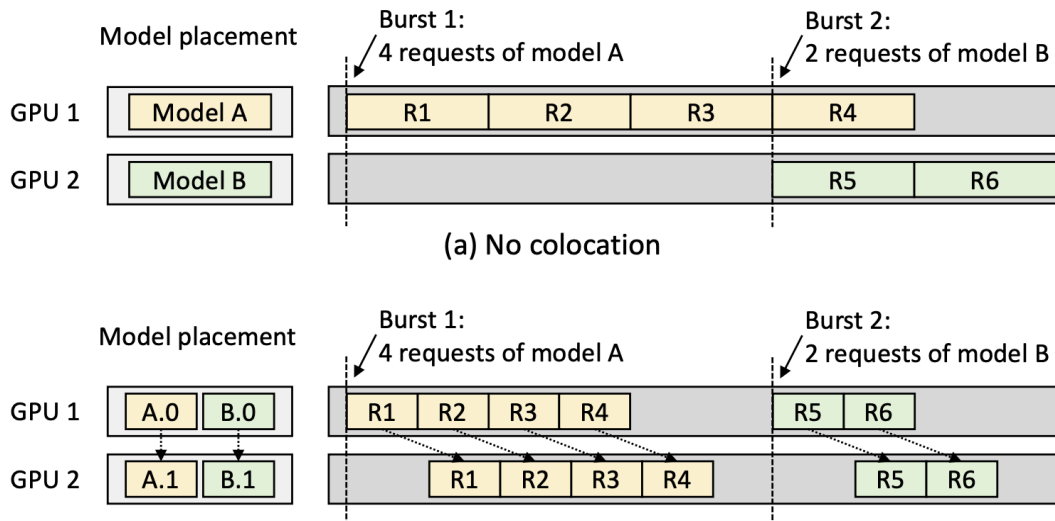 Burst 1:
Burst 2:
Model placement
4 requests of model A
2 requests of model B
GPU 1
Model A
R1
R2
R3
R4
GPU 2
Model B
R5
R6
(a) No colocation
Burst 1:
Burst 2:
Model placement
4 requests of model A
2 requests of model B
GPU 1
A.0
B.0
R1
R2
R3
R4
R5
R6
GPU 2
A.1
B.1
R1
R2
R3
R4
R5
R6